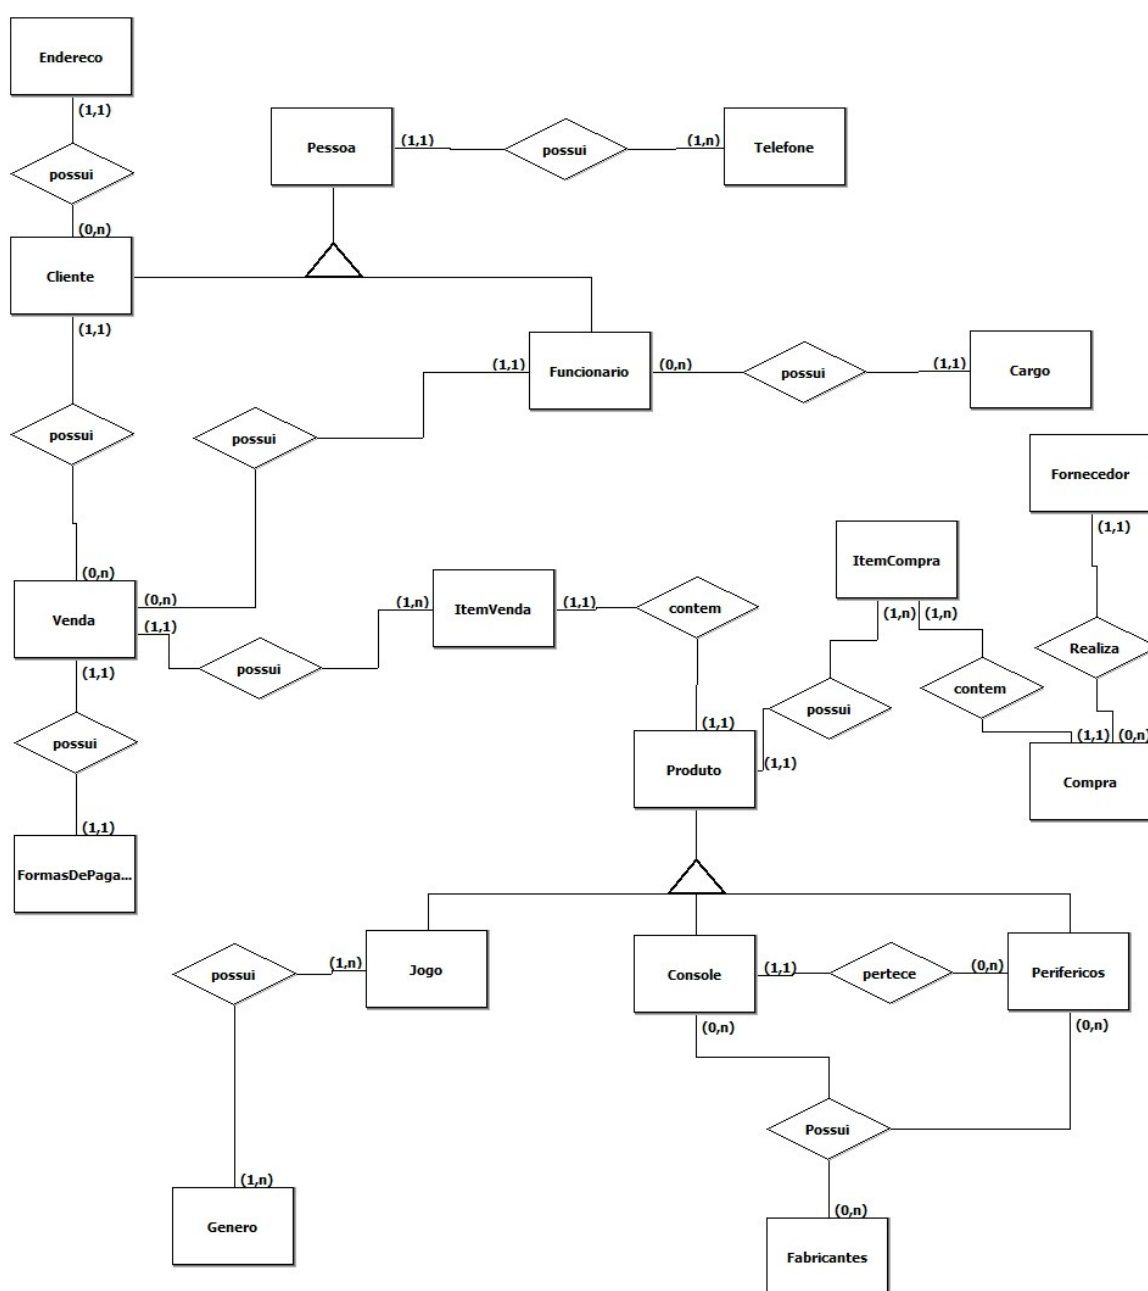 Endereco
(1,1)
possui
(0,n)
Cliente
(1,1)
Pessoa
(1,1)
possui
(1,n)
Telefone
(1,1)
Funcionario
(0,n)
possui
(1,1)
Cargo
possui
possui
Fornecedor
(1,1)
ItemCompra
(1,n)
(1,n)
(0,n)
Venda
(0,n)
(1,1)
(1,1)
possui
(1,n)
ItemVenda
(1,1)
contem
Realiza
contem
possui
(1,1)
(1,1)
(0,n)
Compra
possui
(1,1)
Produto
(1,1)
(1,1)
FormasDePaga...
possui
(1,n)
Jogo
Console
(1,1)
pertece
(0,n)
Perifericos
(0,n)
(0,n)
Possui
(1,n)
Genero
(0,n)
Fabricantes